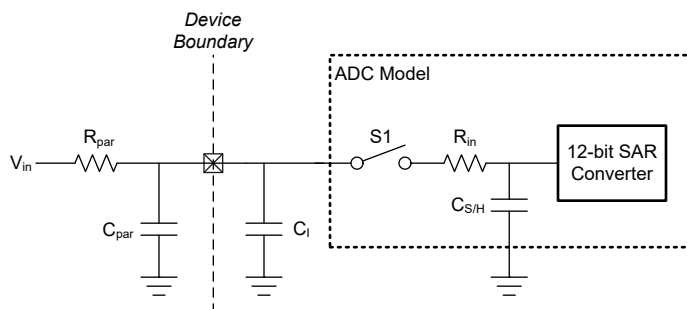 Device
Boundary
ADC Model
R_par
S1
R_in
V_in
12-bit SAR
Converter
C_par
C_I
C_S/H